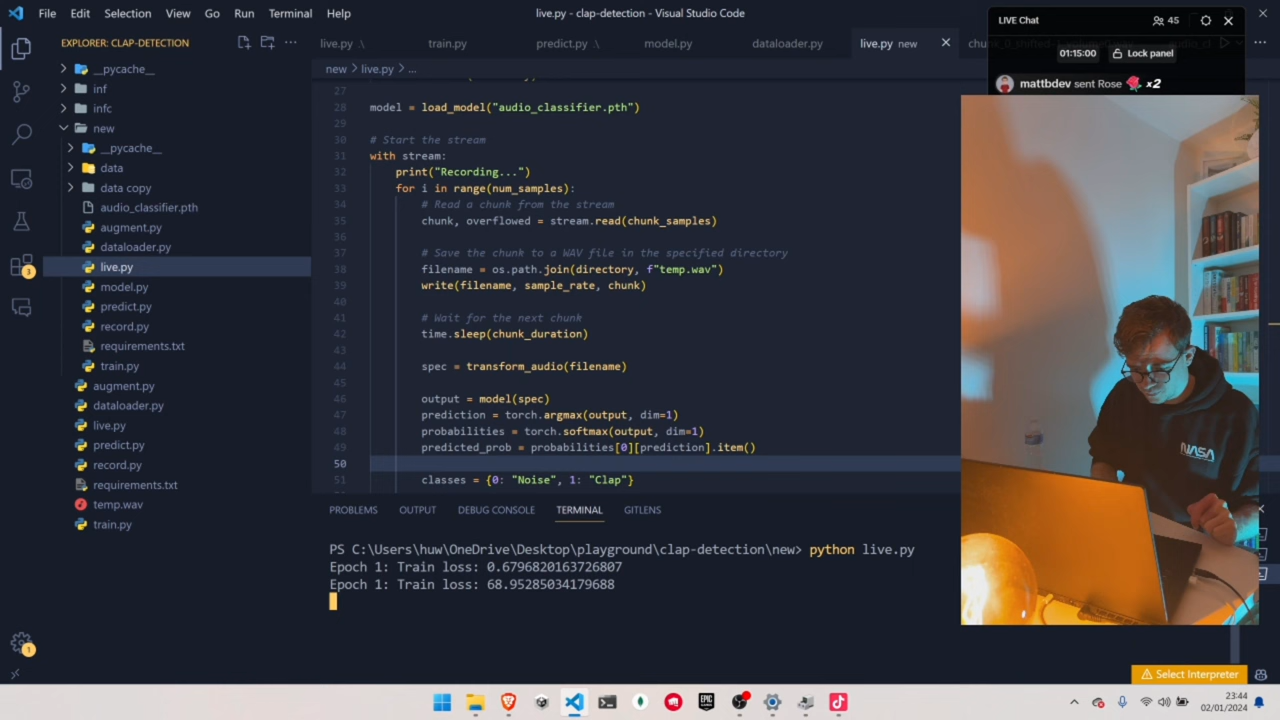 File Edit Selection View Go Run Terminal Help
live.py - clap-detection - Visual Studio Code
LIVE Chat
45
01:15:00
Lock panel
mattbdev sent Rose x2
EXPLORER: CLAP-DETECTION
live.py \
train.py
predict.py \
model.py
dataloader.py
live.py new
new > live.py > ...
__pycache__
inf
infc
new
__pycache__
data
data copy
audio_classifier.pth
augment.py
dataloader.py
live.py
model.py
predict.py
record.py
requirements.txt
train.py
augment.py
dataloader.py
live.py
predict.py
record.py
requirements.txt
temp.wav
train.py
27
28 model = load_model("audio_classifier.pth")
29
30 # Start the stream
31 with stream:
32 print("Recording...")
33 for i in range(num_samples):
34 # Read a chunk from the stream
35 chunk, overflowed = stream.read(chunk_samples)
36
37 # Save the chunk to a WAV file in the specified directory
38 filename = os.path.join(directory, f"temp.wav")
39 write(filename, sample_rate, chunk)
40
41 # Wait for the next chunk
42 time.sleep(chunk_duration)
43
44 spec = transform_audio(filename)
45
46 output = model(spec)
47 prediction = torch.argmax(output, dim=1)
48 probabilities = torch.softmax(output, dim=1)
49 predicted_prob = probabilities[0][prediction].item()
50
51 classes = {0: "Noise", 1: "Clap"}
PROBLEMS OUTPUT DEBUG CONSOLE TERMINAL GITLENS
PS C:\Users\huw\OneDrive\Desktop\playground\clap-detection\new> python live.py
Epoch 1: Train loss: 0.6796820163726807
Epoch 1: Train loss: 68.95285034179688
NASA
3
1
Select Interpreter
EPIC
23:44
02/01/2024